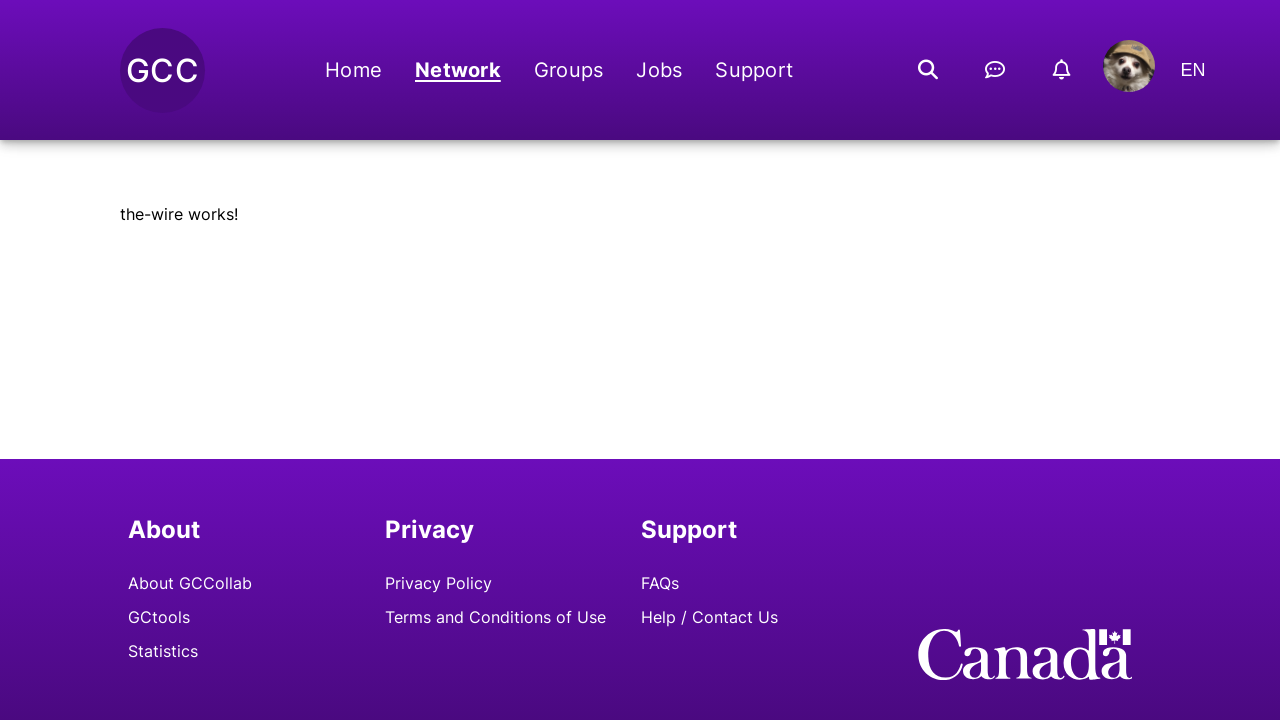 GCC
Home Network Groups Jobs Support EN
the-wire works!
About Privacy Support
About GCCollab Privacy Policy FAQs
GCtools Terms and Conditions of Use Help / Contact Us
Statistics
Canada